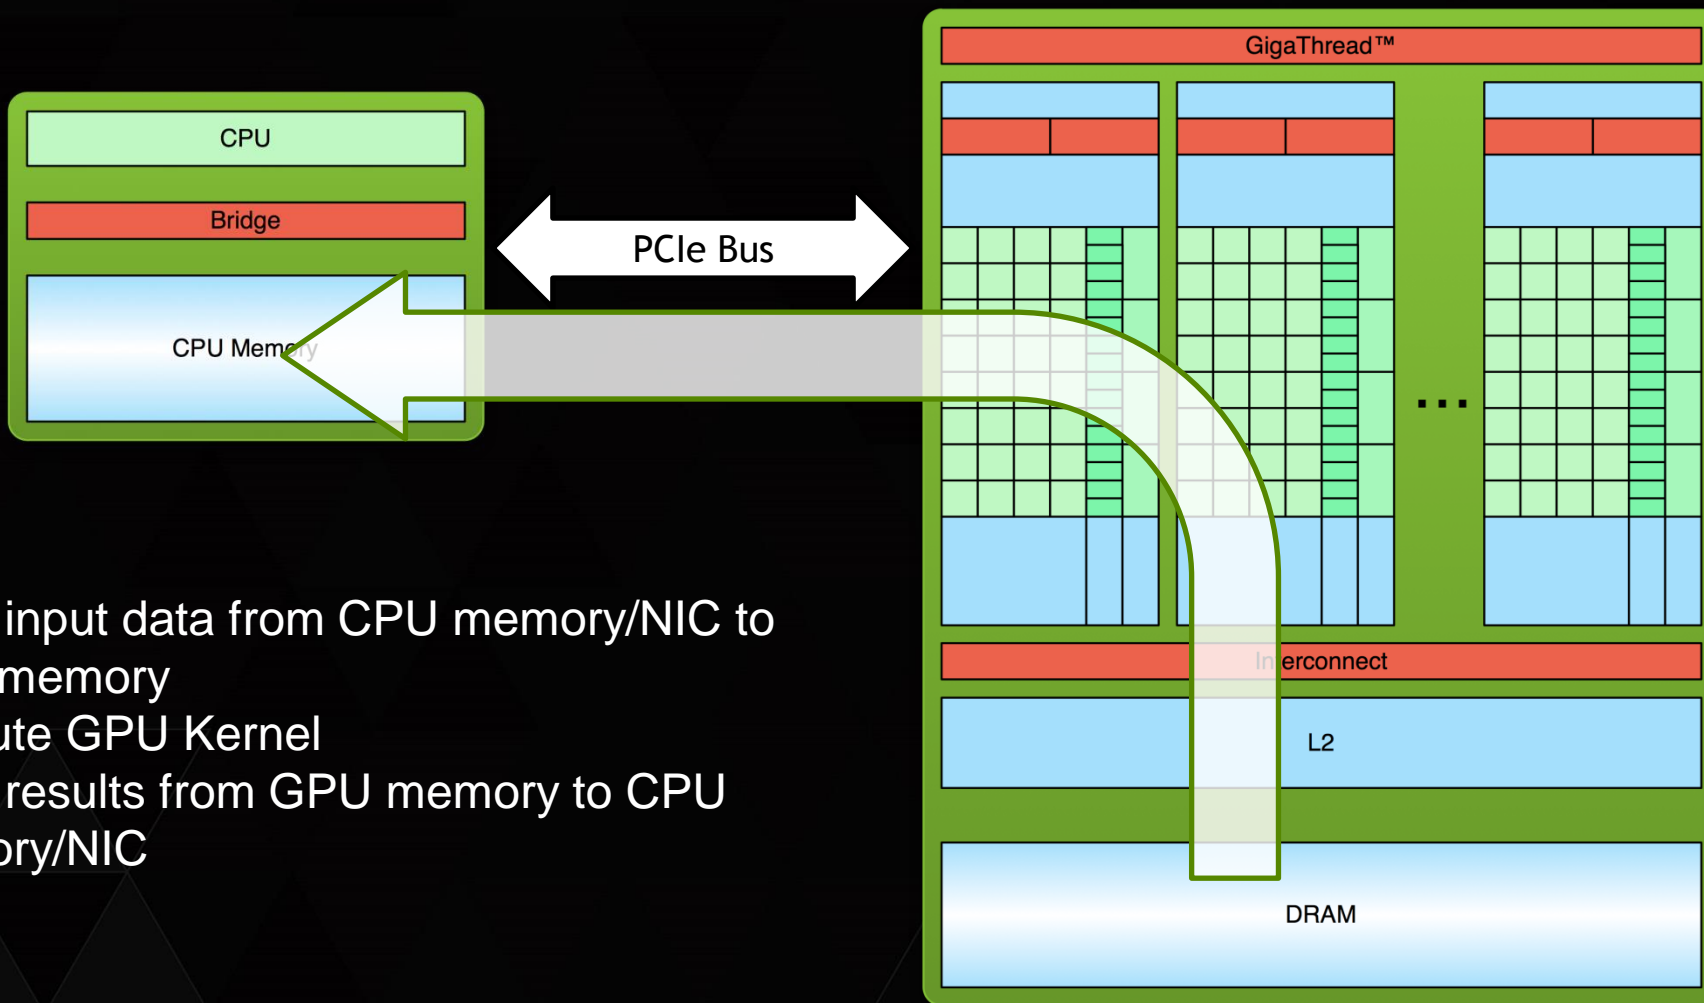 GigaThread™
CPU
Bridge
PCIe Bus
CPU Memory
input data from CPU memory/NIC to
memory
ute GPU Kernel
results from GPU memory to CPU
ory/NIC
...
Interconnect
L2
DRAM